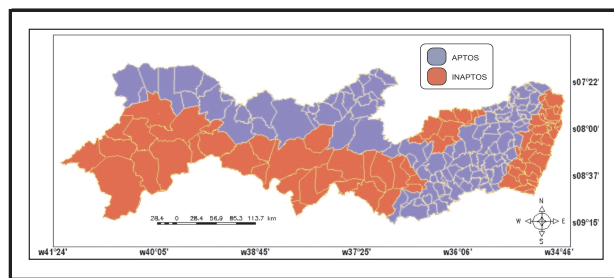 APTOS
INAPTOS
s07°22'
s08°00'
s08°37'
s09°15'
28.4 0 28.4 56.9 85.3 113.7 km
N
W E
S
w41°24' w40°05' w38°45' w37°25' w36°06' w34°46'